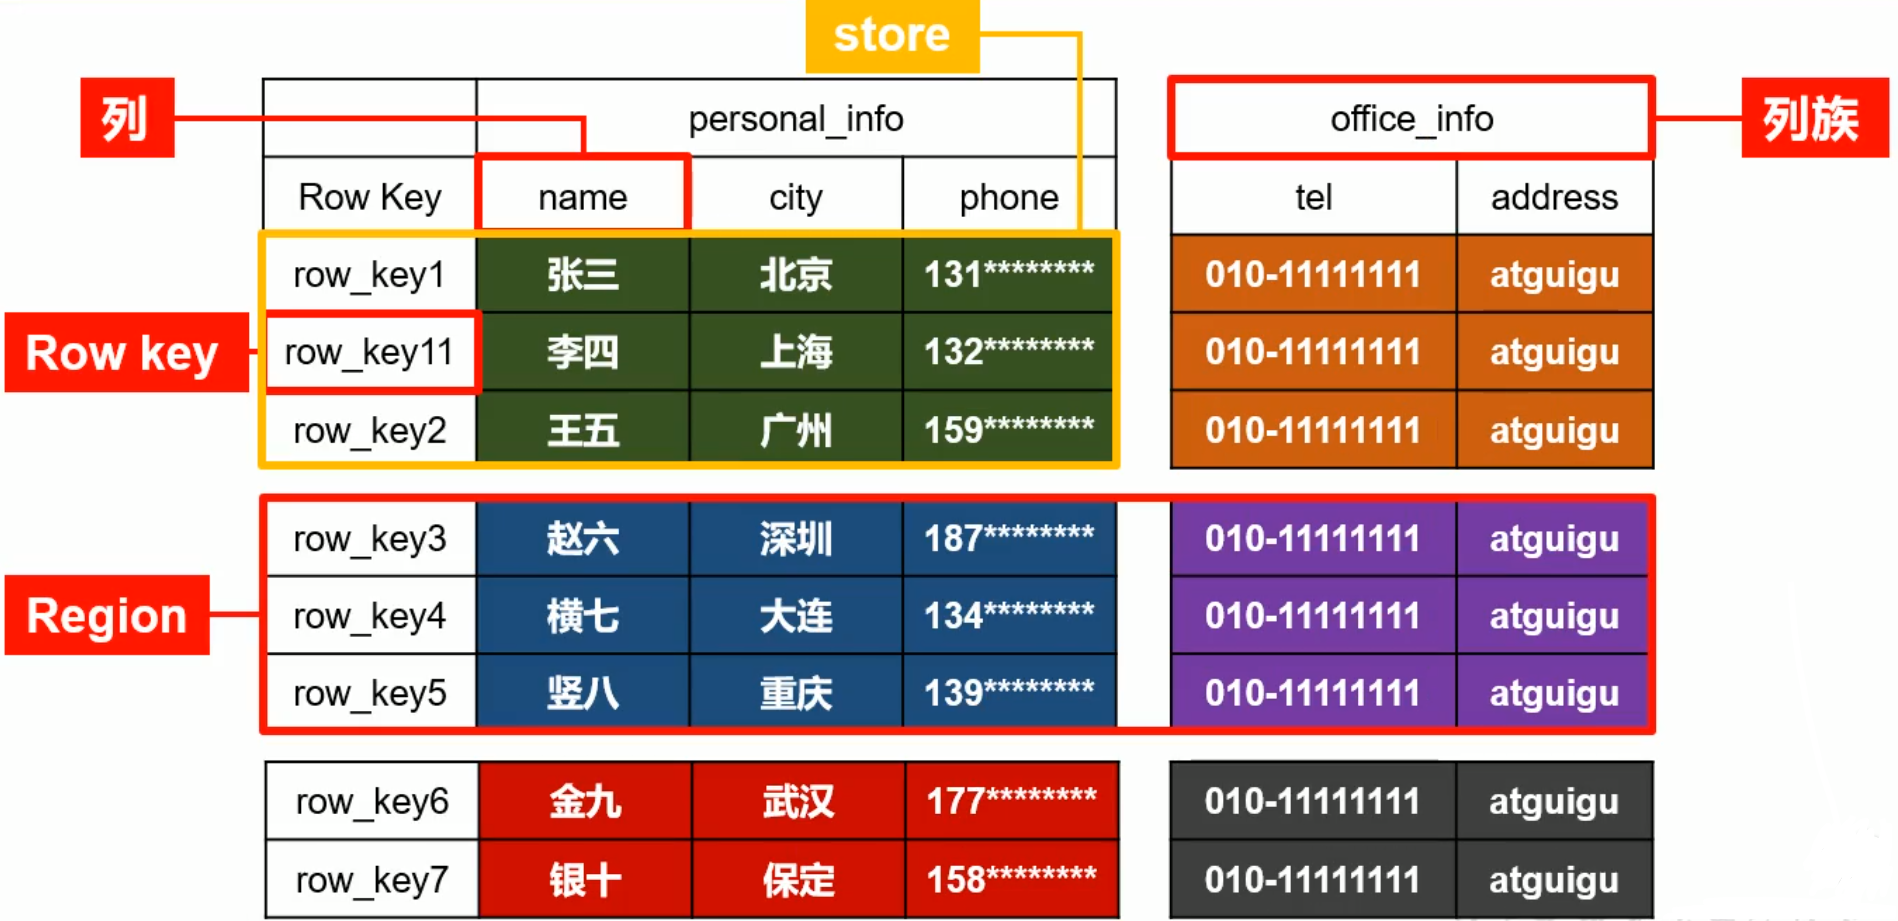 store
列
personal_info
office_info
列族
Row Key
name
city
phone
tel
address
row_key1
张三
北京
131********
010-11111111
atguigu
Row key
row_key11
李四
上海
132********
010-11111111
atguigu
row_key2
王五
广州
159********
010-11111111
atguigu
row_key3
赵六
深圳
187********
010-11111111
atguigu
Region
row_key4
横七
大连
134********
010-11111111
atguigu
row_key5
竖八
重庆
139********
010-11111111
atguigu
row_key6
金九
武汉
177********
010-11111111
atguigu
row_key7
银十
保定
158********
010-11111111
atguigu